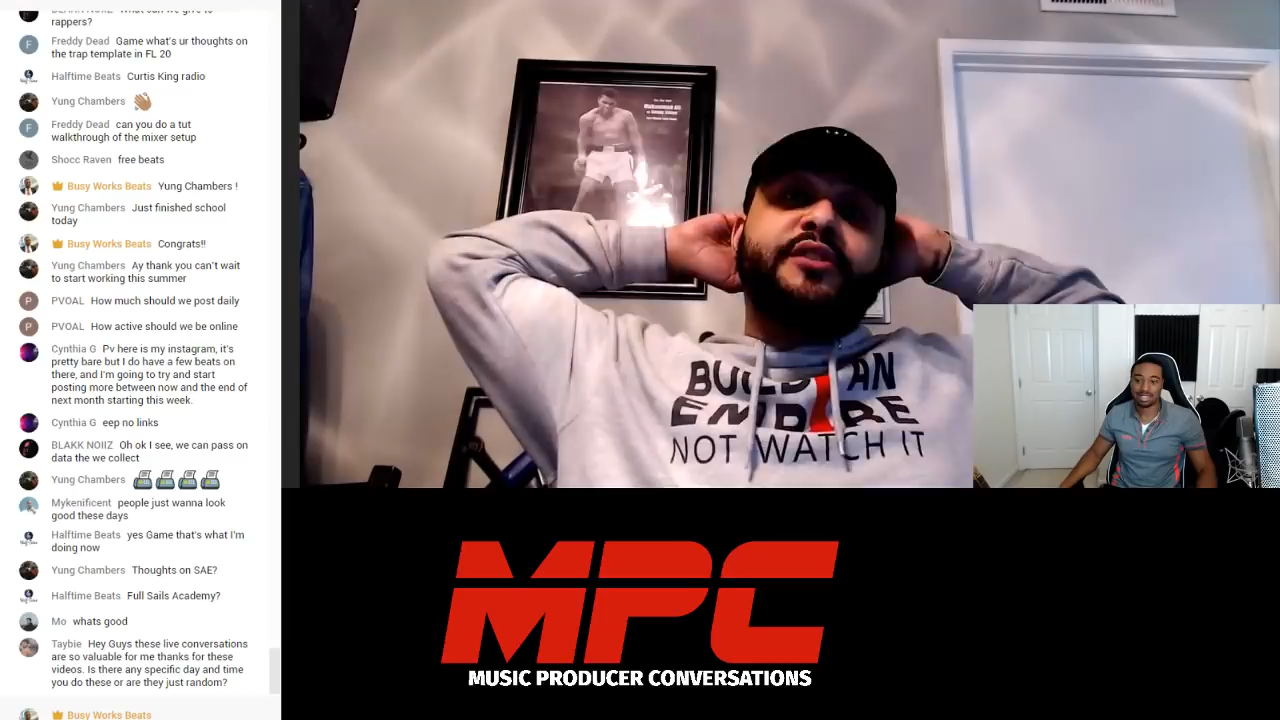 rappers?
Freddy Dead Game what's ur thoughts on
the trap template in FL 20
Halftime Beats Curtis King radio
Yung Chambers 👋🏽
Freddy Dead can you do a tut
walkthrough of the mixer setup
Shocc Raven free beats
Busy Works Beats Yung Chambers !
Yung Chambers Just finished school
today
Busy Works Beats Congrats!!
Yung Chambers Ay thank you can't wait
to start working this summer
PVOAL How much should we post daily
PVOAL How active should we be online
Cynthia G Pv here is my instagram, it's
pretty bare but I do have a few beats on
there, and I'm going to try and start
posting more between now and the end of
next month starting this week.
Cynthia G eep no links
BLAKK NOIIZ Oh ok I see, we can pass on
data the we collect
Yung Chambers 📠📠📠📠
Mykenificent people just wanna look
good these days
Halftime Beats yes Game that's what I'm
doing now
Yung Chambers Thoughts on SAE?
Halftime Beats Full Sails Academy?
Mo whats good
Taybie Hey Guys these live conversations
are so valuable for me thanks for these
videos. Is there any specific day and time
you do these or are they just random?
Busy Works Beats
BUILD AN
EMPIRE
NOT WATCH IT
MPC
MUSIC PRODUCER CONVERSATIONS